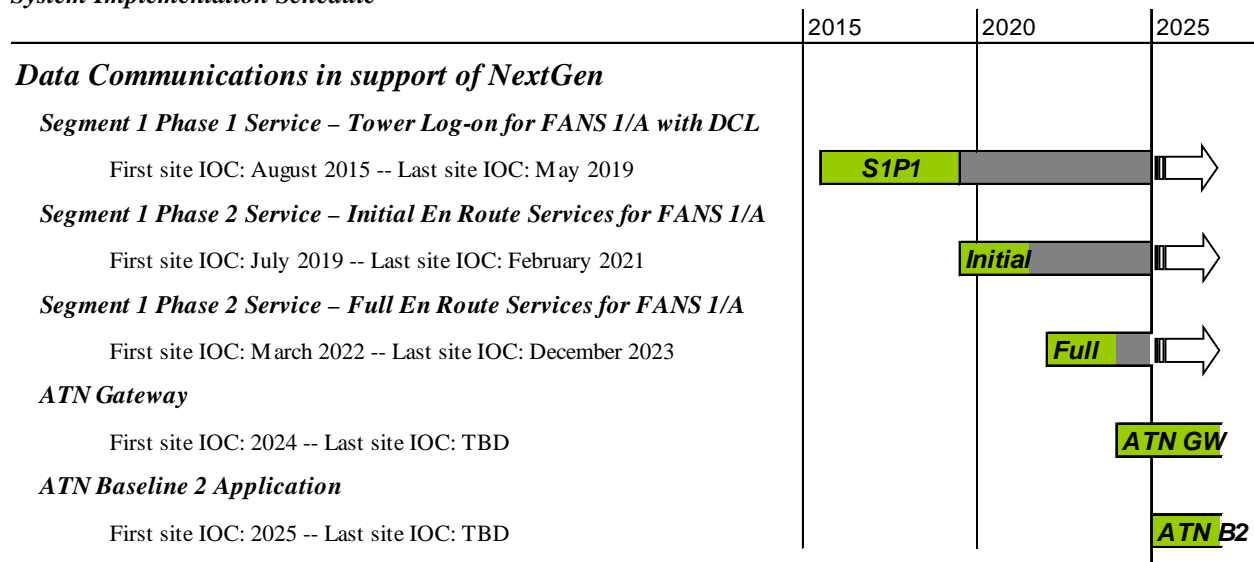 System Implementation Schedule
2015 2020 2025
Data Communications in support of NextGen
Segment 1 Phase 1 Service – Tower Log-on for FANS 1/A with DCL
First site IOC: August 2015 -- Last site IOC: May 2019
S1P1
Segment 1 Phase 2 Service – Initial En Route Services for FANS 1/A
First site IOC: July 2019 -- Last site IOC: February 2021
Initial
Segment 1 Phase 2 Service – Full En Route Services for FANS 1/A
First site IOC: March 2022 -- Last site IOC: December 2023
Full
ATN Gateway
First site IOC: 2024 -- Last site IOC: TBD
ATN GW
ATN Baseline 2 Application
First site IOC: 2025 -- Last site IOC: TBD
ATN B2